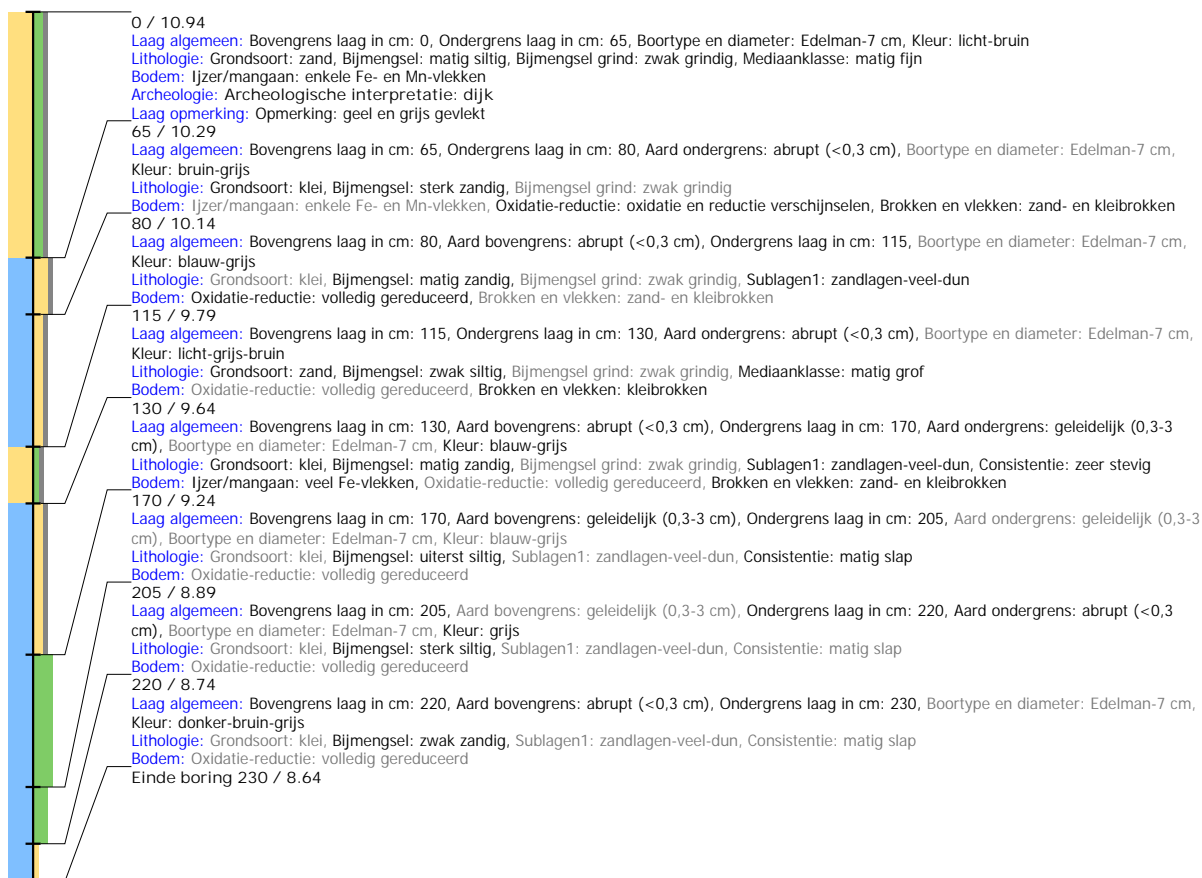 0 / 10.94
Laag algemeen: Bovengrens laag in cm: 0, Ondergrens laag in cm: 65, Boortype en diameter: Edelman-7 cm, Kleur: licht-bruin
Lithologie: Grondsoort: zand, Bijmengsel: matig siltig, Bijmengsel grind: zwak grindig, Mediaanklasse: matig fijn
Bodem: Ijzer/mangaan: enkele Fe- en Mn-vlekken
Archeologie: Archeologische interpretatie: dijk
Laag opmerking: Opmerking: geel en grijs gevlekt
65 / 10.29
Laag algemeen: Bovengrens laag in cm: 65, Ondergrens laag in cm: 80, Aard ondergrens: abrupt (<0,3 cm), Boortype en diameter: Edelman-7 cm,
Kleur: bruin-grijs
Lithologie: Grondsoort: klei, Bijmengsel: sterk zandig, Bijmengsel grind: zwak grindig
Bodem: Ijzer/mangaan: enkele Fe- en Mn-vlekken, Oxidatie-reductie: oxidatie en reductie verschijnselen, Brokken en vlekken: zand- en kleibrokken
80 / 10.14
Laag algemeen: Bovengrens laag in cm: 80, Aard bovengrens: abrupt (<0,3 cm), Ondergrens laag in cm: 115, Boortype en diameter: Edelman-7 cm,
Kleur: blauw-grijs
Lithologie: Grondsoort: klei, Bijmengsel: matig zandig, Bijmengsel grind: zwak grindig, Sublagen1: zandlagen-veel-dun
Bodem: Oxidatie-reductie: volledig gereduceerd, Brokken en vlekken: zand- en kleibrokken
115 / 9.79
Laag algemeen: Bovengrens laag in cm: 115, Ondergrens laag in cm: 130, Aard ondergrens: abrupt (<0,3 cm), Boortype en diameter: Edelman-7 cm,
Kleur: licht-grijs-bruin
Lithologie: Grondsoort: zand, Bijmengsel: zwak siltig, Bijmengsel grind: zwak grindig, Mediaanklasse: matig grof
Bodem: Oxidatie-reductie: volledig gereduceerd, Brokken en vlekken: kleibrokken
130 / 9.64
Laag algemeen: Bovengrens laag in cm: 130, Aard bovengrens: abrupt (<0,3 cm), Ondergrens laag in cm: 170, Aard ondergrens: geleidelijk (0,3-3
cm), Boortype en diameter: Edelman-7 cm, Kleur: blauw-grijs
Lithologie: Grondsoort: klei, Bijmengsel: matig zandig, Bijmengsel grind: zwak grindig, Sublagen1: zandlagen-veel-dun, Consistentie: zeer stevig
Bodem: Ijzer/mangaan: veel Fe-vlekken, Oxidatie-reductie: volledig gereduceerd, Brokken en vlekken: zand- en kleibrokken
170 / 9.24
Laag algemeen: Bovengrens laag in cm: 170, Aard bovengrens: geleidelijk (0,3-3 cm), Ondergrens laag in cm: 205, Aard ondergrens: geleidelijk (0,3-3
cm), Boortype en diameter: Edelman-7 cm, Kleur: blauw-grijs
Lithologie: Grondsoort: klei, Bijmengsel: uiterst siltig, Sublagen1: zandlagen-veel-dun, Consistentie: matig slap
Bodem: Oxidatie-reductie: volledig gereduceerd
205 / 8.89
Laag algemeen: Bovengrens laag in cm: 205, Aard bovengrens: geleidelijk (0,3-3 cm), Ondergrens laag in cm: 220, Aard ondergrens: abrupt (<0,3
cm), Boortype en diameter: Edelman-7 cm, Kleur: grijs
Lithologie: Grondsoort: klei, Bijmengsel: sterk siltig, Sublagen1: zandlagen-veel-dun, Consistentie: matig slap
Bodem: Oxidatie-reductie: volledig gereduceerd
220 / 8.74
Laag algemeen: Bovengrens laag in cm: 220, Aard bovengrens: abrupt (<0,3 cm), Ondergrens laag in cm: 230, Boortype en diameter: Edelman-7 cm,
Kleur: donker-bruin-grijs
Lithologie: Grondsoort: klei, Bijmengsel: zwak zandig, Sublagen1: zandlagen-veel-dun, Consistentie: matig slap
Bodem: Oxidatie-reductie: volledig gereduceerd
Einde boring 230 / 8.64